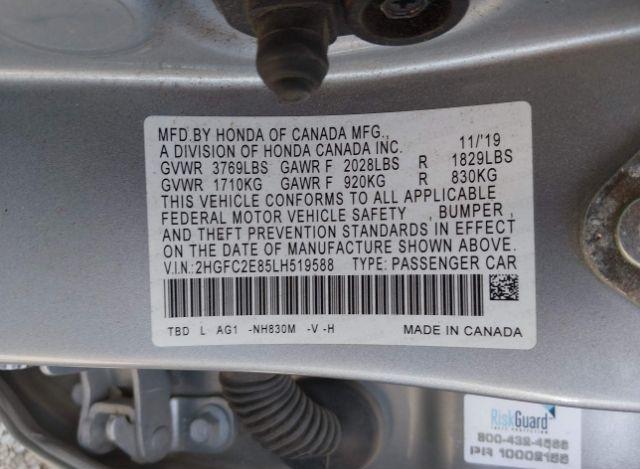 MFD.BY HONDA OF CANADA MFG., 11/'19
A DIVISION OF HONDA CANADA INC.
GVWR 3769LBS GAWR F 2028LBS R 1829LBS
GVWR 1710KG GAWR F 920KG R 830KG
THIS VEHICLE CONFORMS TO ALL APPLICABLE
FEDERAL MOTOR VEHICLE SAFETY , BUMPER ,
AND THEFT PREVENTION STANDARDS IN EFFECT
ON THE DATE OF MANUFACTURE SHOWN ABOVE.
V.I.N.: 2HGFC2E85LH519588 TYPE: PASSENGER CAR
TBD L AG1 -NH830M -V -H MADE IN CANADA
RiskGuard
800-432-4566
PR 10002155